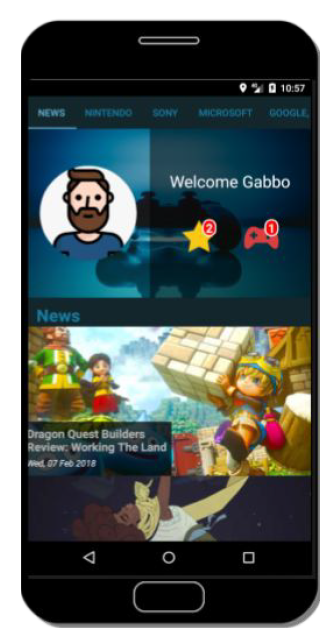 10:57
NEWS NINTENDO SONY MICROSOFT GOOGLE,
Welcome Gabbo
2 1
News
Dragon Quest Builders
Review: Working The Land
Wed, 07 Feb 2018